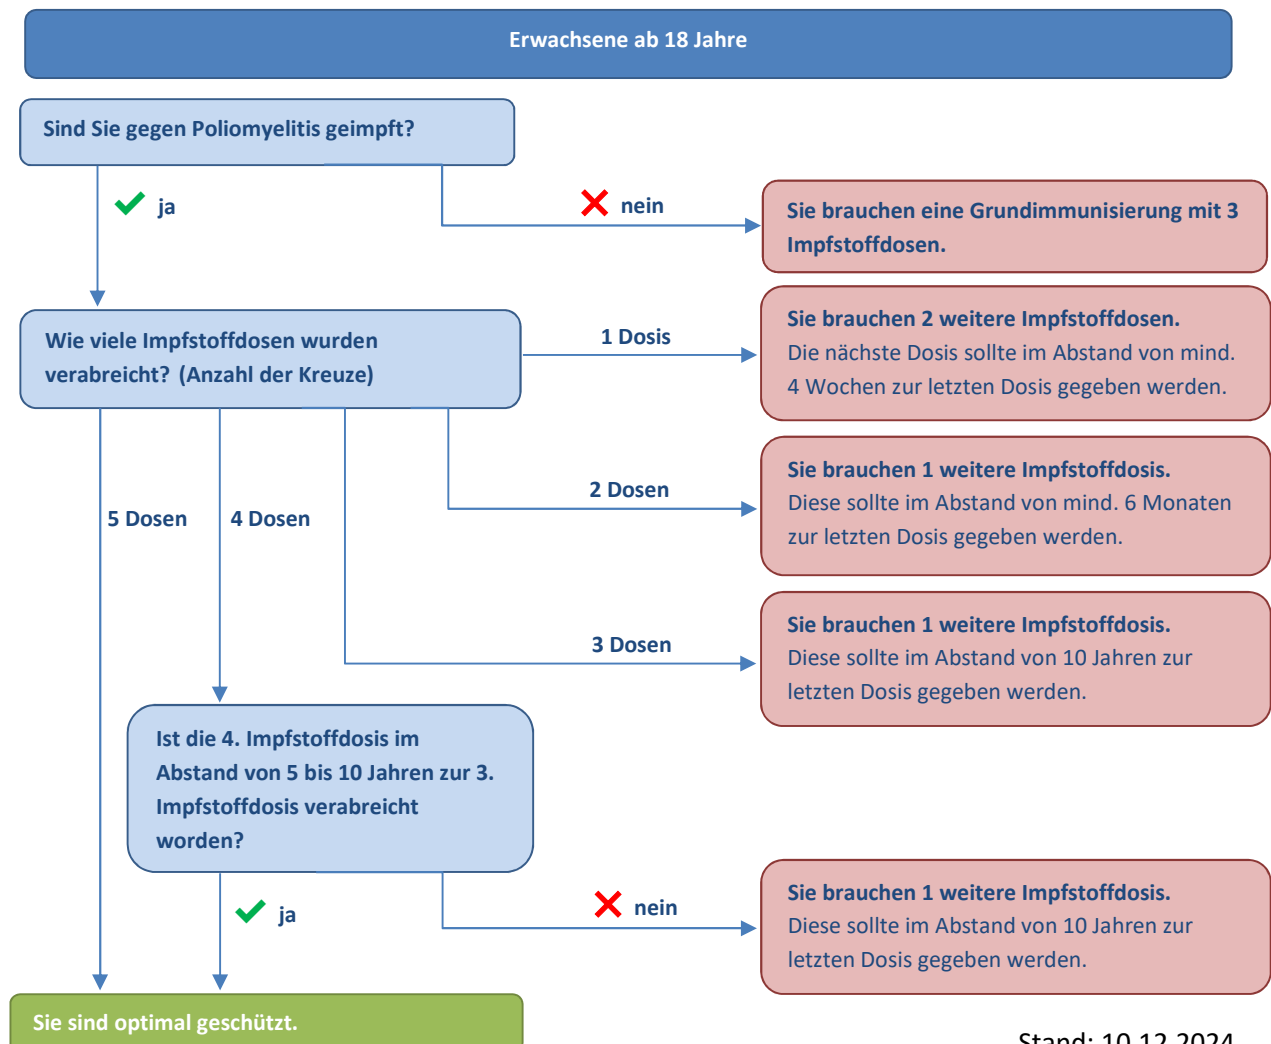 Erwachsene ab 18 Jahre
Sind Sie gegen Poliomyelitis geimpft?
ja
nein
Sie brauchen eine Grundimmunisierung mit 3
Impfstoffdosen.
Wie viele Impfstoffdosen wurden
verabreicht? (Anzahl der Kreuze)
1 Dosis
Sie brauchen 2 weitere Impfstoffdosen.
Die nächste Dosis sollte im Abstand von mind.
4 Wochen zur letzten Dosis gegeben werden.
2 Dosen
Sie brauchen 1 weitere Impfstoffdosis.
Diese sollte im Abstand von mind. 6 Monaten
zur letzten Dosis gegeben werden.
5 Dosen
4 Dosen
3 Dosen
Sie brauchen 1 weitere Impfstoffdosis.
Diese sollte im Abstand von 10 Jahren zur
letzten Dosis gegeben werden.
Ist die 4. Impfstoffdosis im
Abstand von 5 bis 10 Jahren zur 3.
Impfstoffdosis verabreicht
worden?
ja
nein
Sie brauchen 1 weitere Impfstoffdosis.
Diese sollte im Abstand von 10 Jahren zur
letzten Dosis gegeben werden.
Sie sind optimal geschützt.
Stand: 10.12.2024